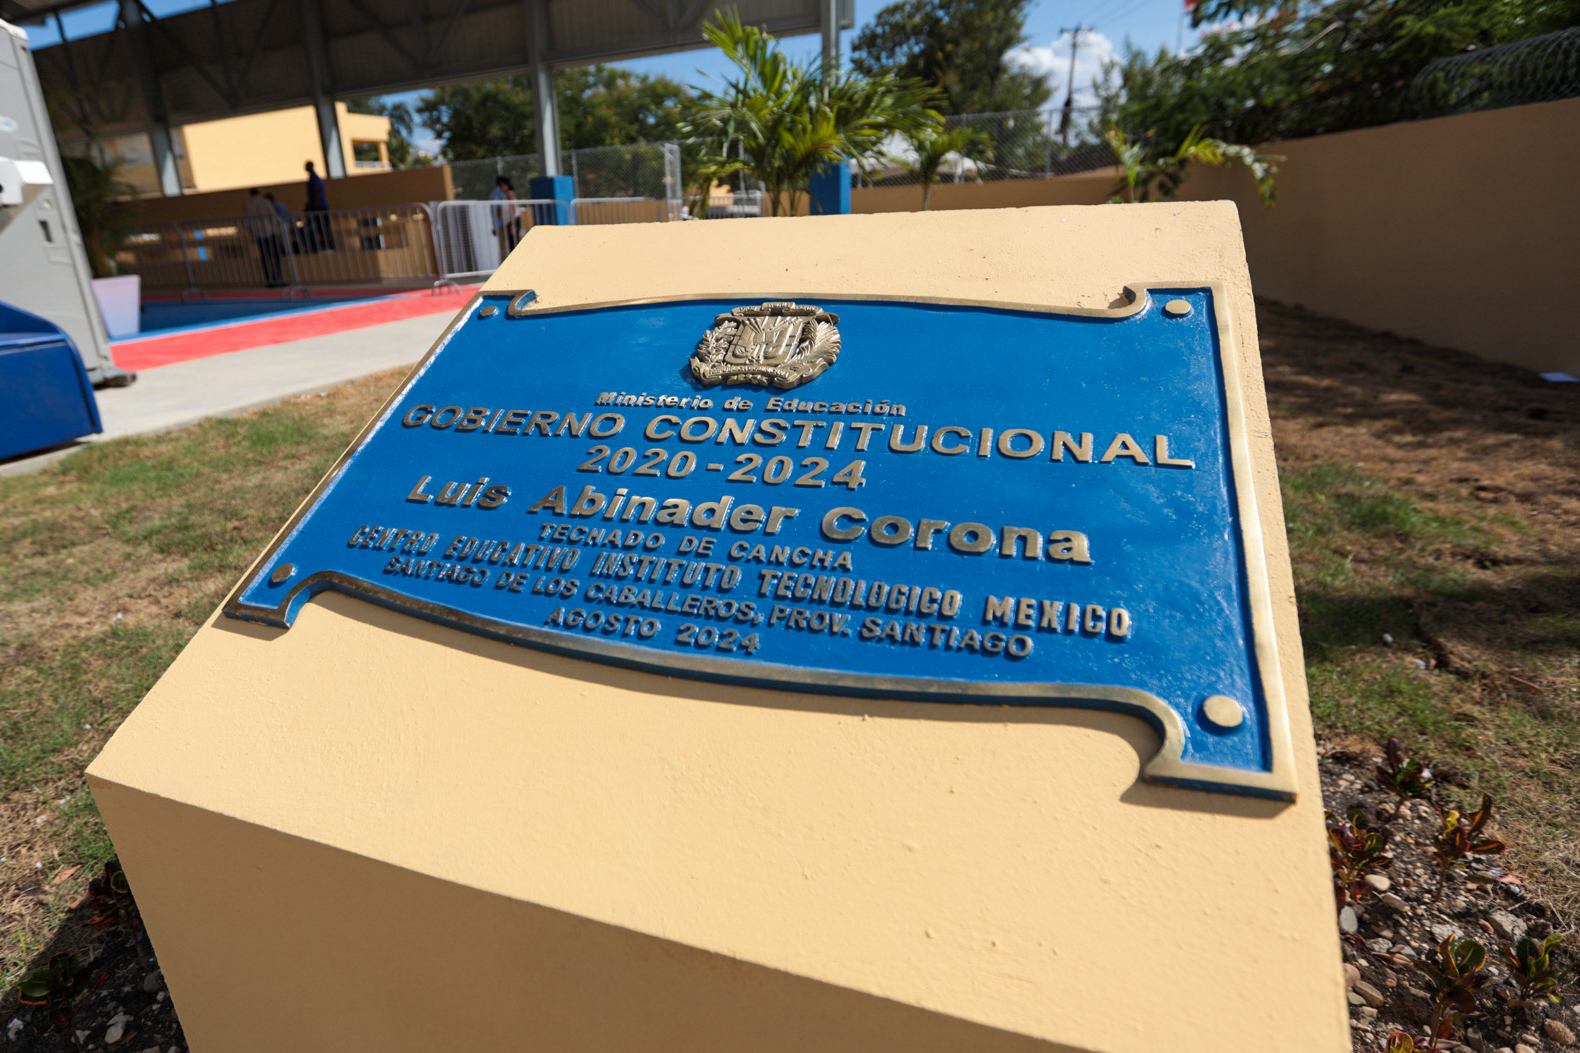 Ministerio de Educación
GOBIERNO CONSTITUCIONAL
2020-2024
Luis Abinader Corona
TECHADO DE CANCHA
CENTRO EDUCATIVO INSTITUTO TECNOLOGICO MEXICO
SANTIAGO DE LOS CABALLEROS, PROV. SANTIAGO
AGOSTO 2024